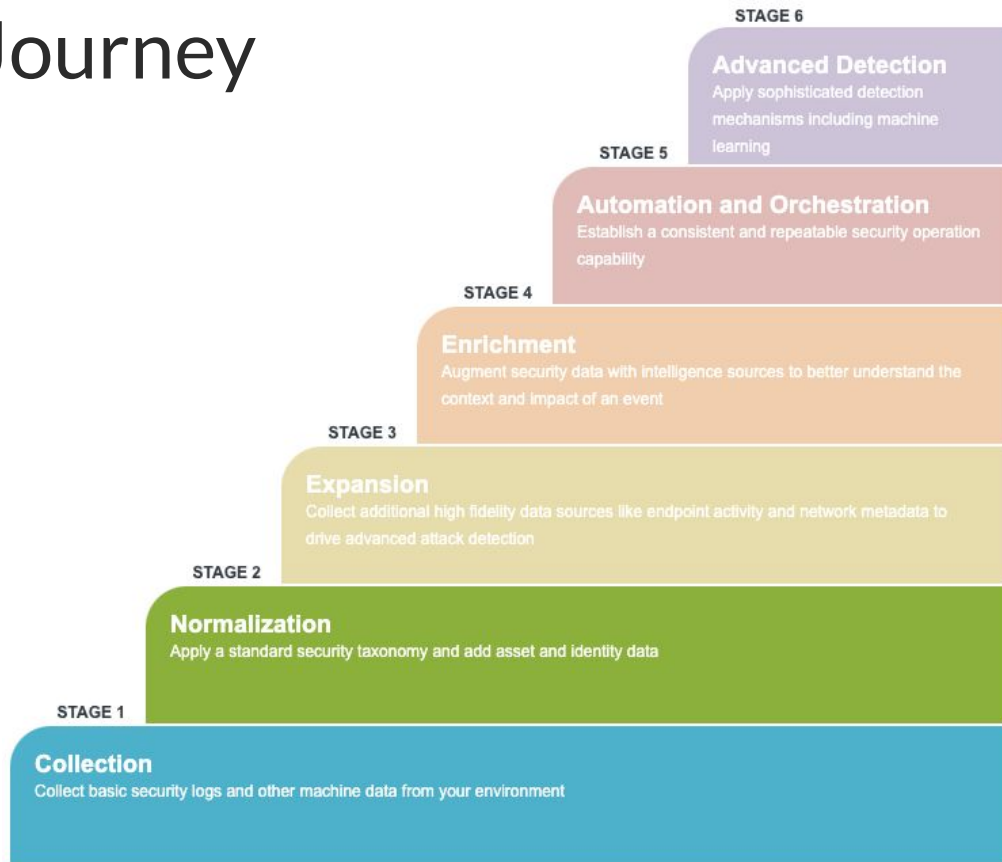 Journey
STAGE 6
Advanced Detection
Apply sophisticated detection
mechanisms including machine
learning
STAGE 5
Automation and Orchestration
Establish a consistent and repeatable security operation
capability
STAGE 4
Enrichment
Augment security data with intelligence sources to better understand the
context and impact of an event
STAGE 3
Expansion
Collect additional high fidelity data sources like endpoint activity and network metadata to
drive advanced attack detection
STAGE 2
Normalization
Apply a standard security taxonomy and add asset and identity data
STAGE 1
Collection
Collect basic security logs and other machine data from your environment